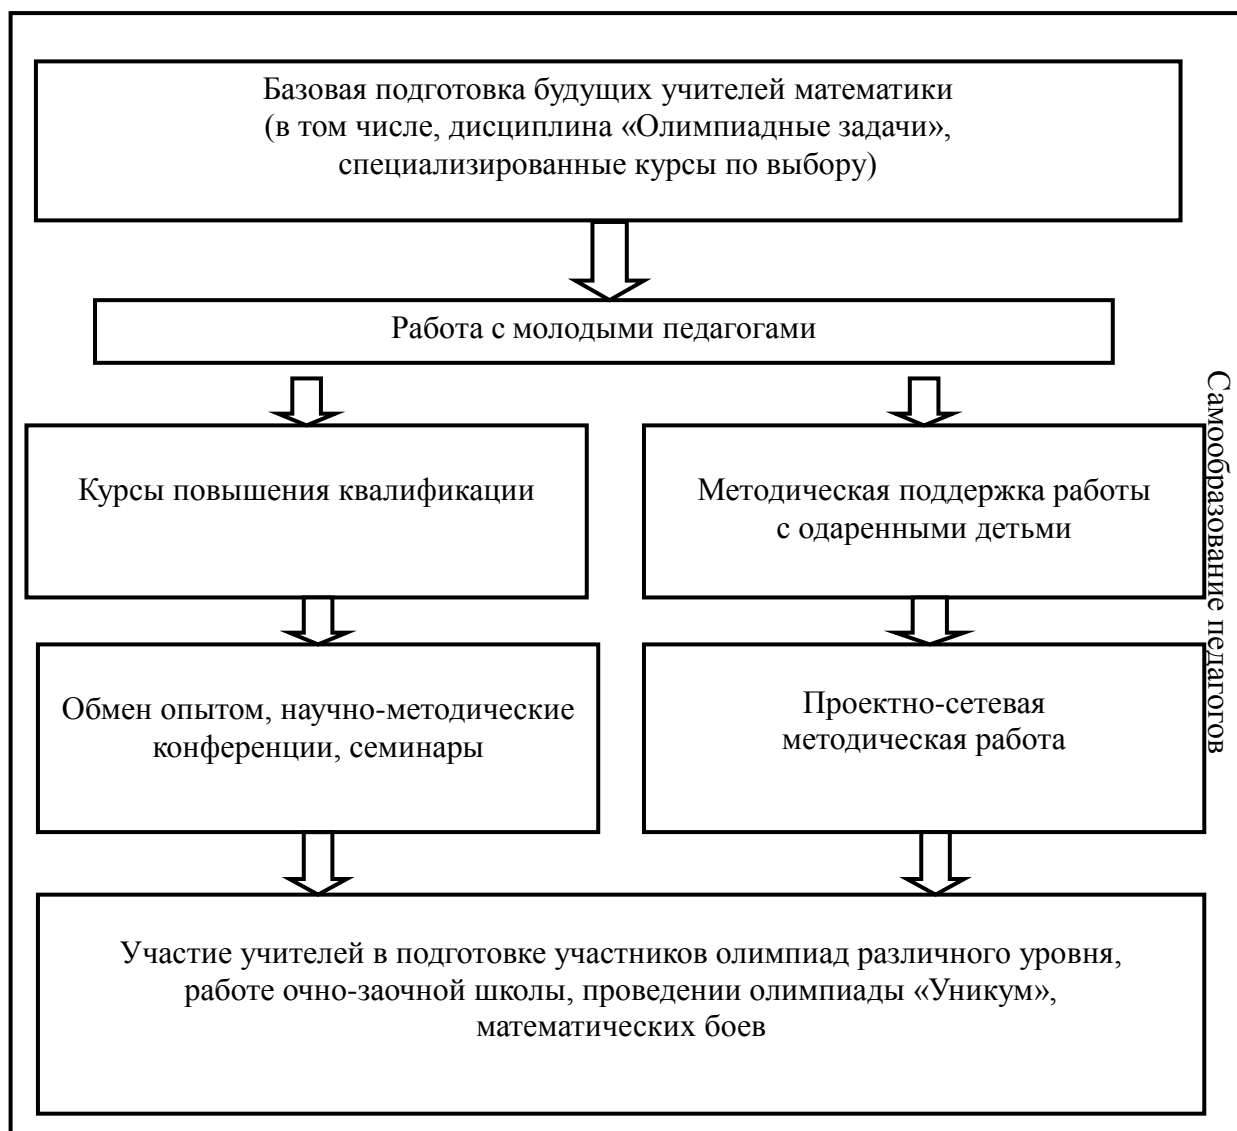 Базовая подготовка будущих учителей математики
(в том числе, дисциплина «Олимпиадные задачи»,
специализированные курсы по выбору)
Работа с молодыми педагогами
Курсы повышения квалификации
Методическая поддержка работы
с одаренными детьми
Обмен опытом, научно-методические
конференции, семинары
Проектно-сетевая
методическая работа
Участие учителей в подготовке участников олимпиад различного уровня,
работе очно-заочной школы, проведении олимпиады «Уникум»,
математических боев
Самообразование педагогов